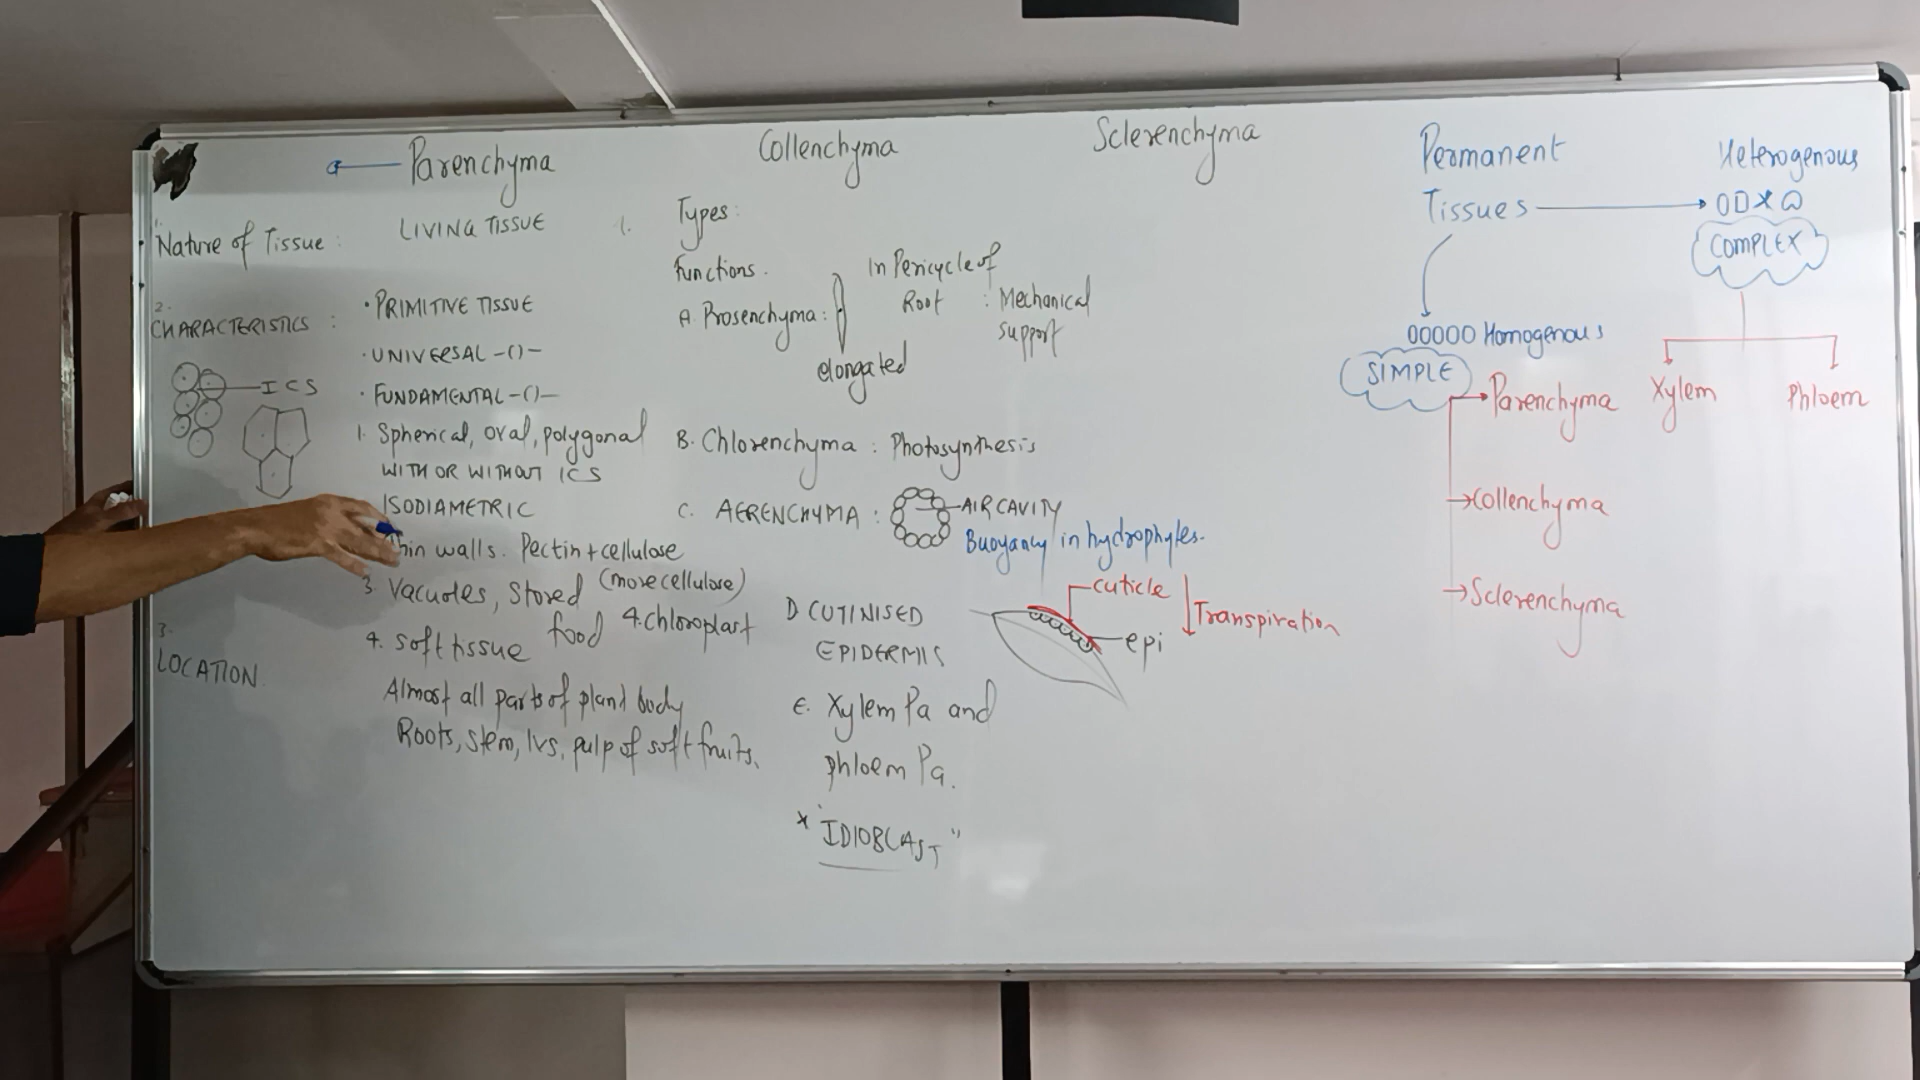 Parenchyma
Collenchyma
Sclerenchyma
1.
Nature of Tissue :
LIVING TISSUE
2.
CHARACTERISTICS :
ICS
• PRIMITIVE TISSUE
• UNIVERSAL -()-
• FUNDAMENTAL -()-
1. Spherical, oval, polygonal
WITH OR WITHOUT ICS
ISODIAMETRIC
thin walls. Pectin + cellulose
(more cellulose)
3 Vacuoles, Stored
food
4. chloroplast
4. soft tissue
3.
LOCATION.
Almost all parts of plant body
Roots, stem, lvs, pulp of soft fruits.
1.
Types :
Functions.
A. Prosenchyma :
elongated
In Pericycle of
Root : Mechanical
support
B. Chlorenchyma : Photosynthesis
C. AERENCHYMA :
AIR CAVITY
Buoyancy in hydrophytes.
D CUTINISED
EPIDERMIS
cuticle
epi
Transpiration
E. Xylem Pa and
phloem Pa.
* "IDIOBLAST"
Permanent
Tissues
Heterogenous
COMPLEX
Xylem
Phloem
00000 Homogenous
SIMPLE
Parenchyma
Collenchyma
Sclerenchyma